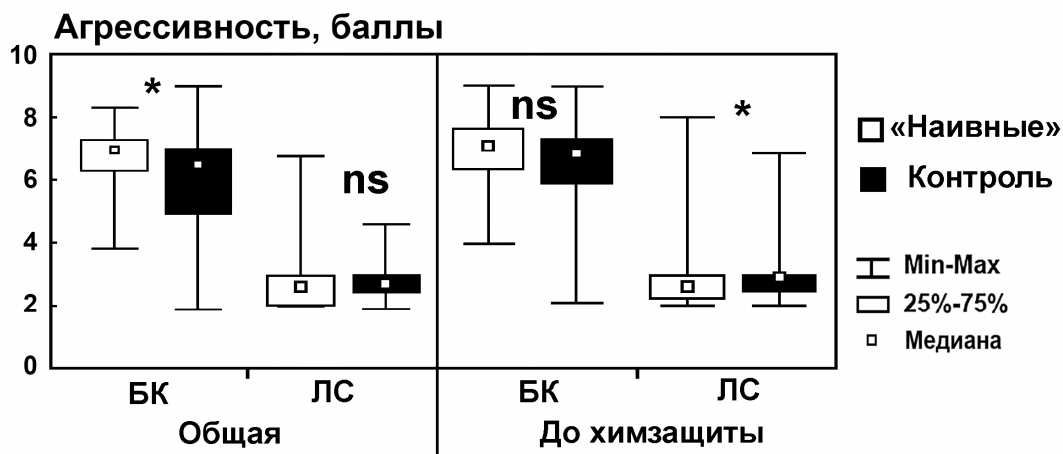 Агрессивность, баллы
10
8
6
4
2
0
*
ns
ns
*
БК
ЛС
БК
ЛС
Общая
До химзащиты
«Наивные»
Контроль
Min-Max
25%-75%
Медиана